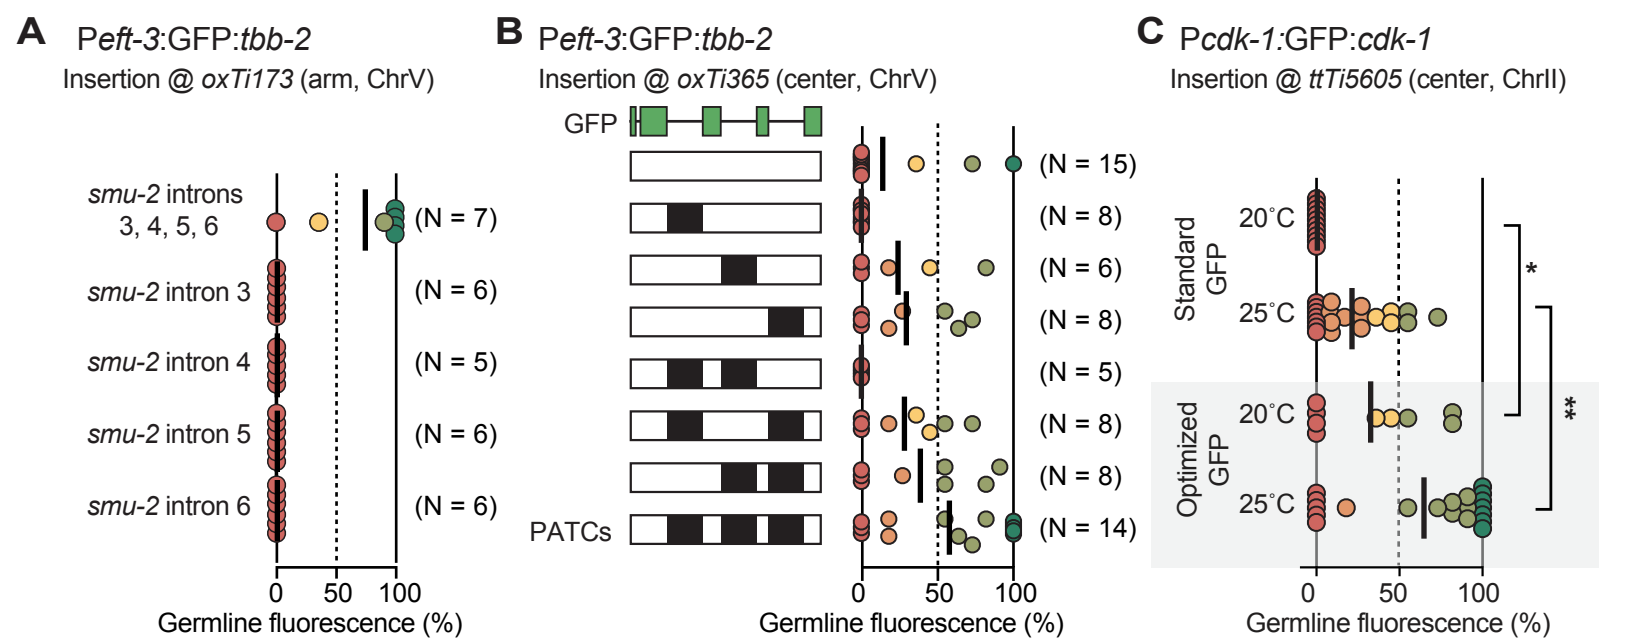 A
Peft-3:GFP:tbb-2
Insertion @ oxTi173 (arm, ChrV)
smu-2 introns
3, 4, 5, 6
(N = 7)
smu-2 intron 3
(N = 6)
smu-2 intron 4
(N = 5)
smu-2 intron 5
(N = 6)
smu-2 intron 6
(N = 6)
0 50 100
Germline fluorescence (%)
B
Peft-3:GFP:tbb-2
Insertion @ oxTi365 (center, ChrV)
GFP
(N = 15)
(N = 8)
(N = 6)
(N = 8)
(N = 5)
(N = 8)
(N = 8)
PATCs
(N = 14)
0 50 100
Germline fluorescence (%)
C
Pcdk-1:GFP:cdk-1
Insertion @ ttTi5605 (center, ChrII)
Standard
GFP
20˚C
25˚C
*
Optimized
GFP
20˚C
25˚C
**
0 50 100
Germline fluorescence (%)